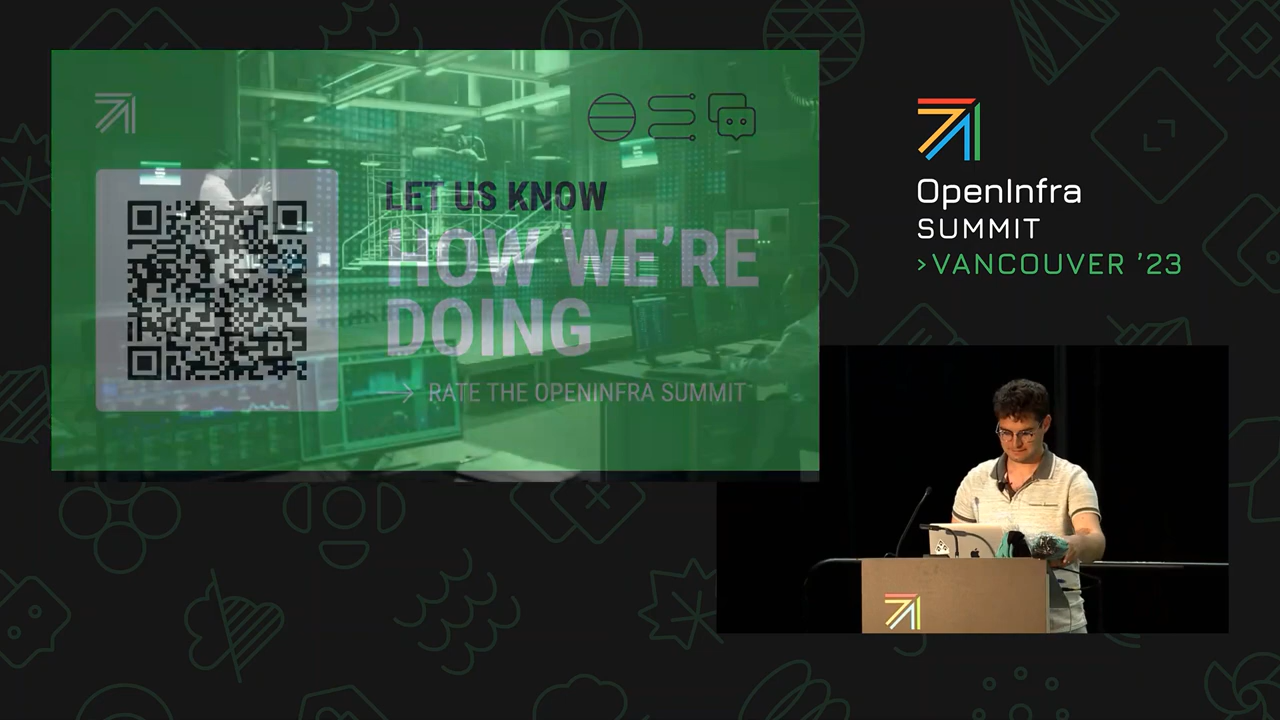 LET US KNOW
HOW WE'RE
DOING
RATE THE OPENINFRA SUMMIT
OpenInfra
SUMMIT
>VANCOUVER '23